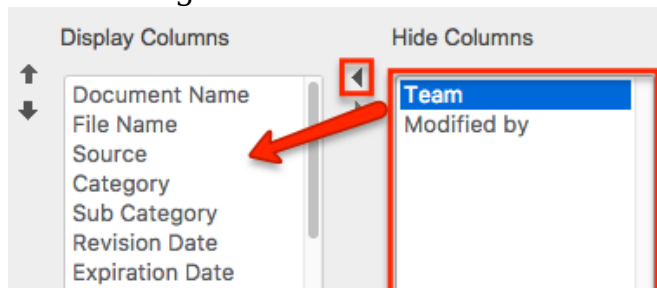 Display Columns
Hide Columns
Document Name
File Name
Source
Category
Sub Category
Revision Date
Expiration Date
Team
Modified by